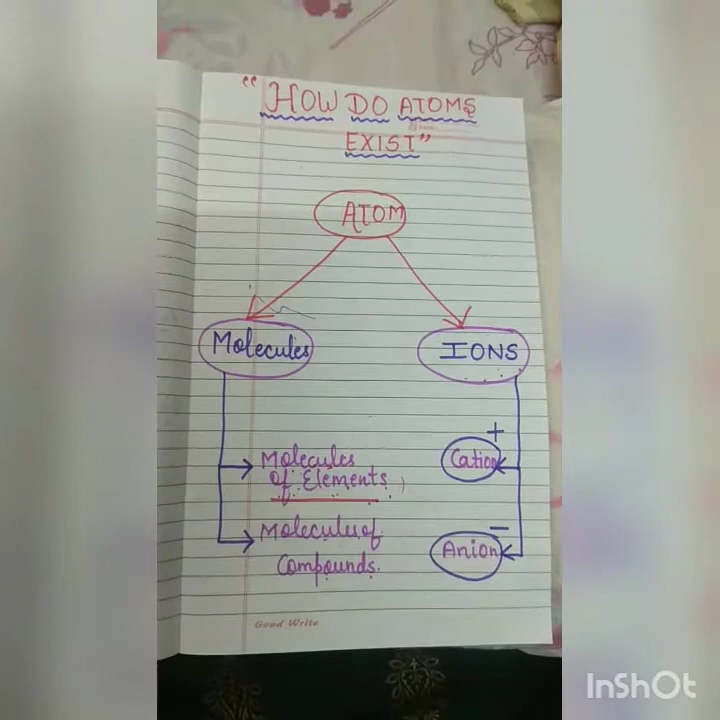 "HOW DO ATOMS
EXIST"
ATOM
Molecules
IONS
+
Cation
Molecules
of Elements
−
Anion
Molecules of
Compounds.
Good Write
InShOt